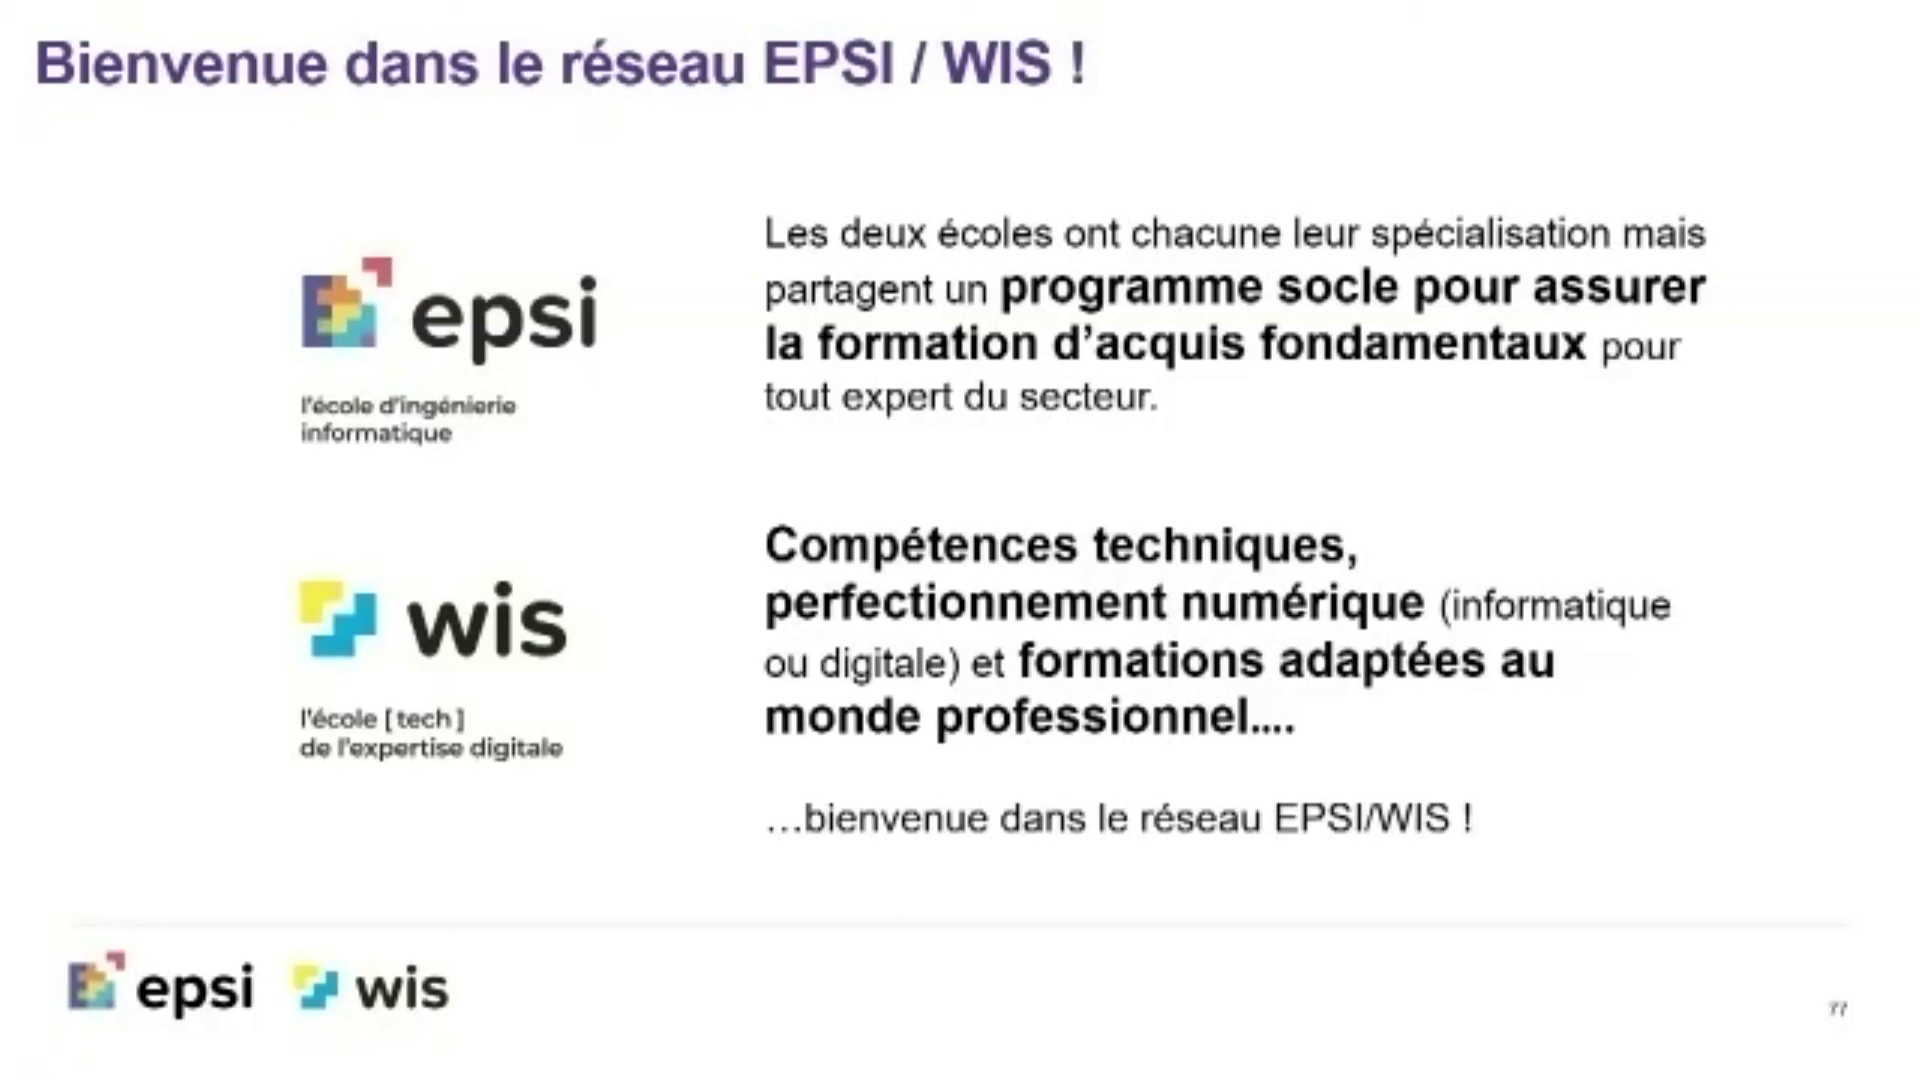 Bienvenue dans le réseau EPSI / WIS !
epsi
l'école d'ingénierie
informatique
Les deux écoles ont chacune leur spécialisation mais
partagent un programme socle pour assurer
la formation d’acquis fondamentaux pour
tout expert du secteur.
wis
l'école [ tech ]
de l'expertise digitale
Compétences techniques,
perfectionnement numérique (informatique
ou digitale) et formations adaptées au
monde professionnel....
…bienvenue dans le réseau EPSI/WIS !
epsi wis
77